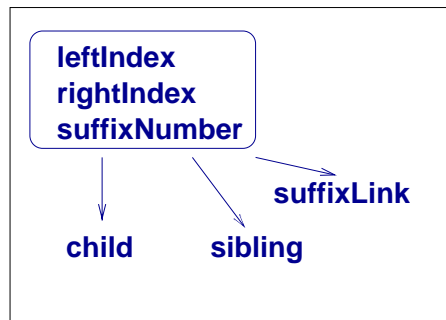 leftIndex
rightIndex
suffixNumber
suffixLink
child sibling